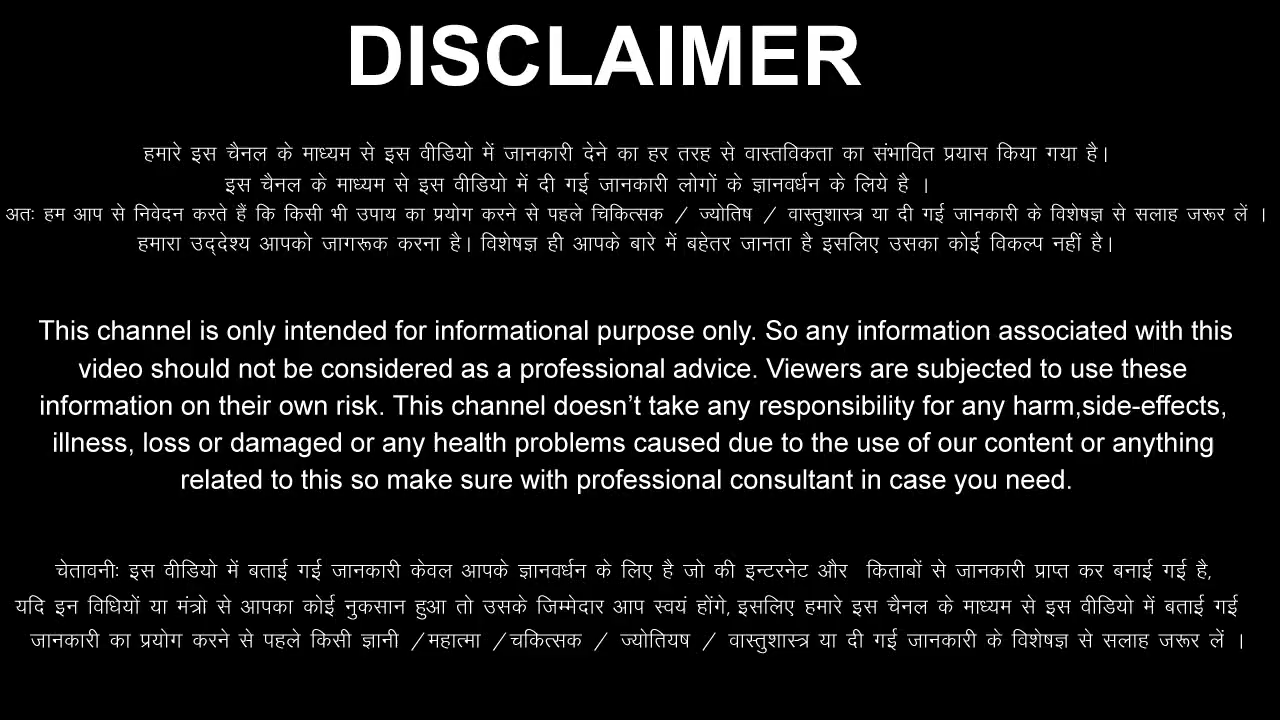 DISCLAIMER
हमारे इस चैनल के माध्यम से इस वीडियो में जानकारी देने का हर तरह से वास्तविकता का संभावित प्रयास किया गया है।
इस चैनल के माध्यम से इस वीडियो में दी गई जानकारी लोगों के ज्ञानवर्धन के लिये है ।
अतः हम आप से निवेदन करते हैं कि किसी भी उपाय का प्रयोग करने से पहले चिकित्सक / ज्योतिष / वास्तुशास्त्र या दी गई जानकारी के विशेषज्ञ से सलाह जरूर लें ।
हमारा उद्देश्य आपको जागरूक करना है। विशेषज्ञ ही आपके बारे में बहेतर जानता है इसलिए उसका कोई विकल्प नहीं है।
This channel is only intended for informational purpose only. So any information associated with this
video should not be considered as a professional advice. Viewers are subjected to use these
information on their own risk. This channel doesn’t take any responsibility for any harm,side-effects,
illness, loss or damaged or any health problems caused due to the use of our content or anything
related to this so make sure with professional consultant in case you need.
चेतावनीः इस वीडियो में बताई गई जानकारी केवल आपके ज्ञानवर्धन के लिए है जो की इन्टरनेट और किताबों से जानकारी प्राप्त कर बनाई गई है,
यदि इन विधियों या मंत्रो से आपका कोई नुकसान हुआ तो उसके जिम्मेदार आप स्वयं होंगे, इसलिए हमारे इस चैनल के माध्यम से इस वीडियो में बताई गई
जानकारी का प्रयोग करने से पहले किसी ज्ञानी /महात्मा /चकित्सक / ज्योतियष / वास्तुशास्त्र या दी गई जानकारी के विशेषज्ञ से सलाह जरूर लें ।